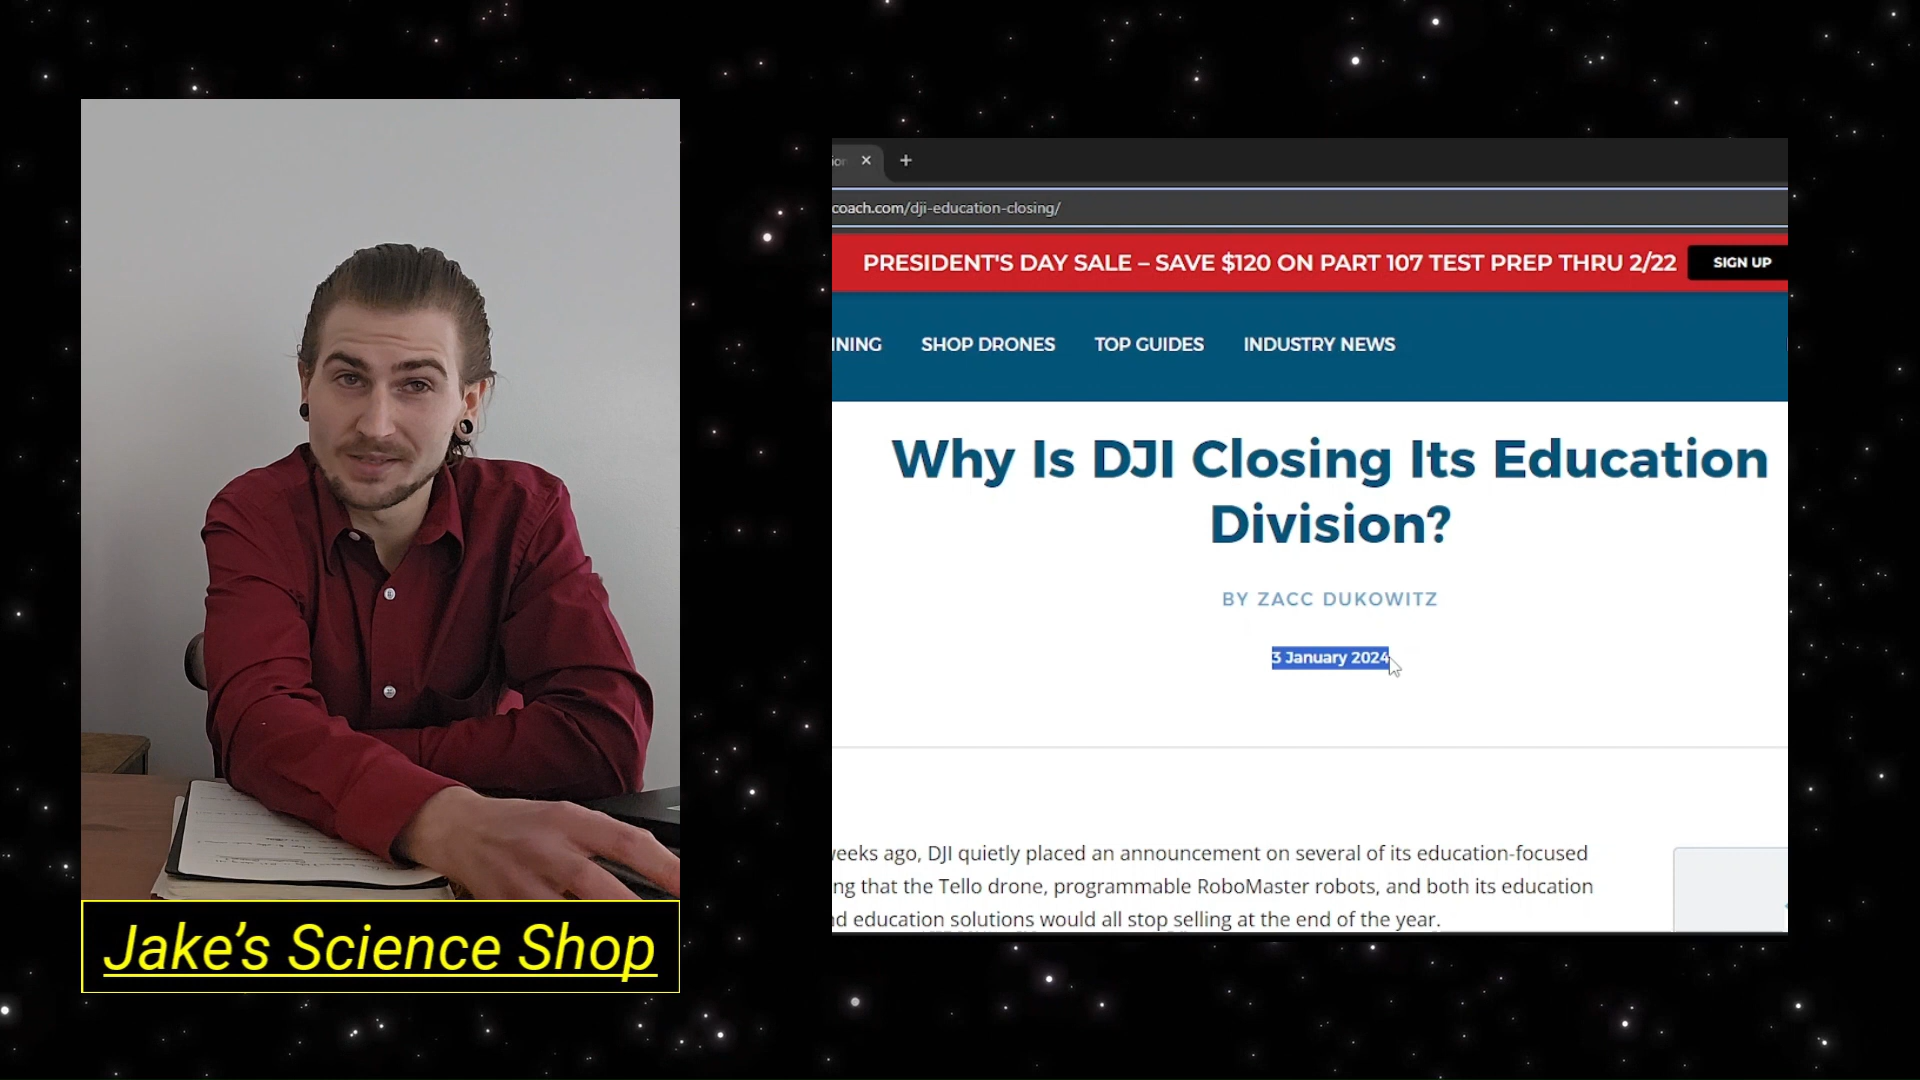 Jake's Science Shop
coach.com/dji-education-closing/
PRESIDENT'S DAY SALE – SAVE $120 ON PART 107 TEST PREP THRU 2/22
SIGN UP
SHOP DRONES
TOP GUIDES
INDUSTRY NEWS
Why Is DJI Closing Its Education
Division?
BY ZACC DUKOWITZ
3 January 2024
weeks ago, DJI quietly placed an announcement on several of its education-focused
that the Tello drone, programmable RoboMaster robots, and both its education
education solutions would all stop selling at the end of the year.